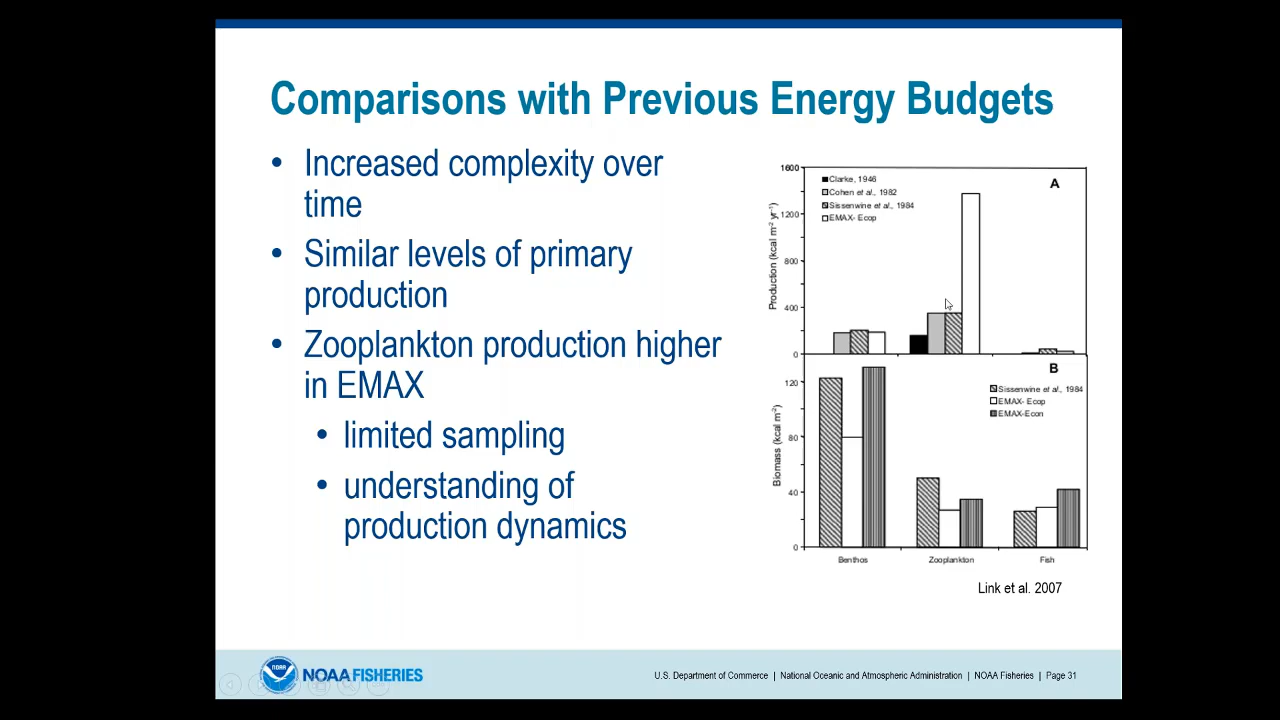 Comparisons with Previous Energy Budgets
• Increased complexity over
time
• Similar levels of primary
production
• Zooplankton production higher
in EMAX
• limited sampling
• understanding of
production dynamics
1600
1200
800
400
0
Production (kcal m⁻² yr⁻¹)
Clarke, 1946
Cohen et al., 1982
Sissenwine et al., 1984
EMAX- Ecop
A
120
80
40
0
Biomass (kcal m⁻²)
B
Sissenwine et al., 1984
EMAX- Ecop
EMAX-Econ
Benthos Zooplankton Fish
Link et al. 2007
NOAA
NOAA FISHERIES
U.S. Department of Commerce | National Oceanic and Atmospheric Administration | NOAA Fisheries | Page 31